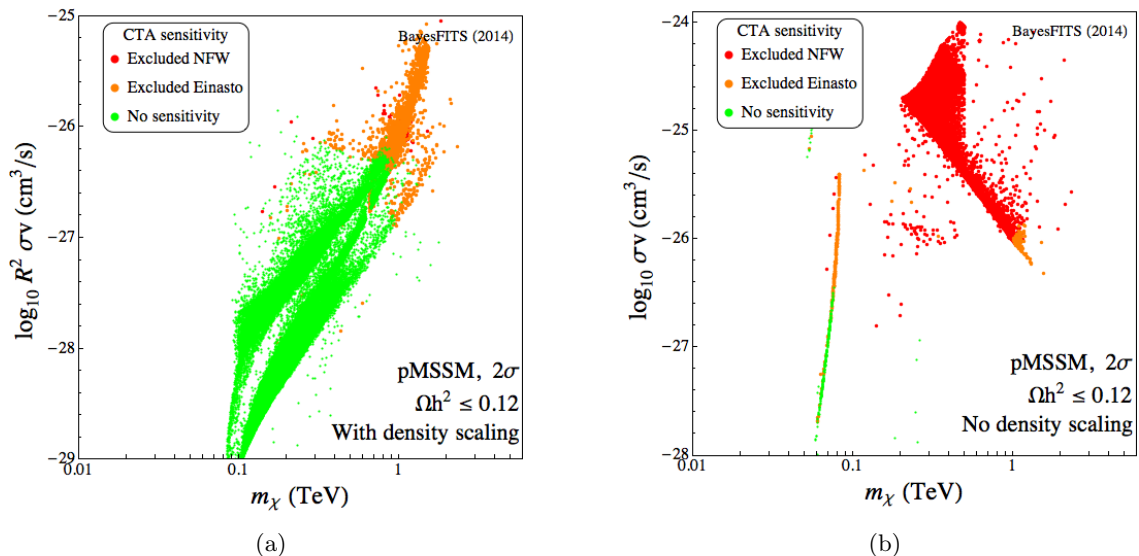 CTA sensitivity
Excluded NFW
Excluded Einasto
No sensitivity
BayesFITS (2014)
−25
−26
−27
−28
−29
0.01
0.1
1
log₁₀ R² σv (cm³/s)
mχ (TeV)
pMSSM, 2σ
Ωh² ≤ 0.12
With density scaling
(a)
CTA sensitivity
Excluded NFW
Excluded Einasto
No sensitivity
BayesFITS (2014)
−24
−25
−26
−27
−28
0.01
0.1
1
log₁₀ σv (cm³/s)
mχ (TeV)
pMSSM, 2σ
Ωh² ≤ 0.12
No density scaling
(b)